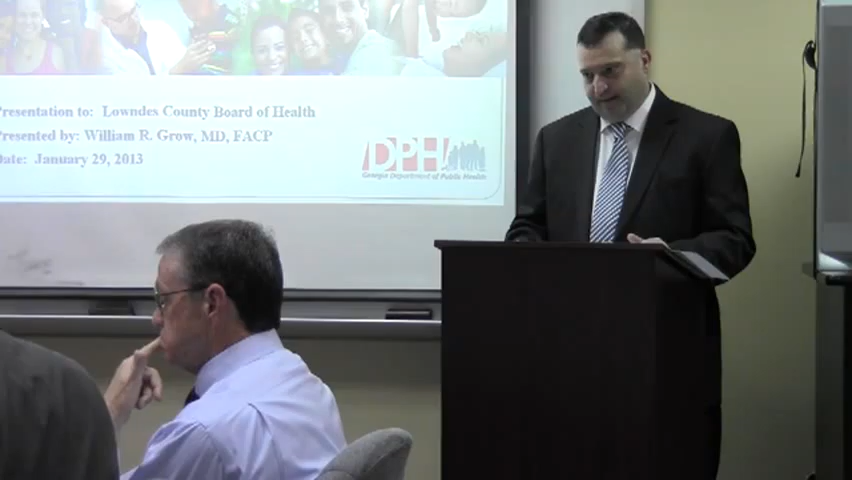 Presentation to: Lowndes County Board of Health
Presented by: William R. Grow, MD, FACP
Date: January 29, 2013
DPH
Georgia Department of Public Health